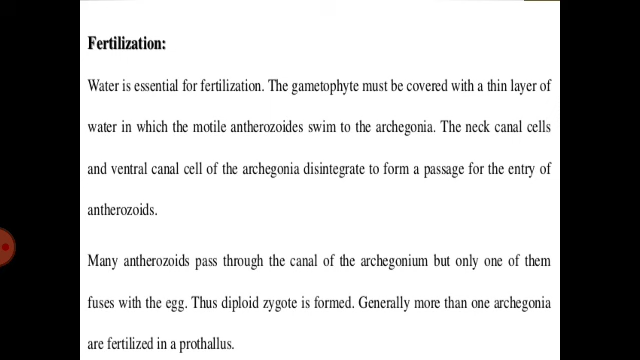 Fertilization:
Water is essential for fertilization. The gametophyte must be covered with a thin layer of
water in which the motile antherozoides swim to the archegonia. The neck canal cells
and ventral canal cell of the archegonia disintegrate to form a passage for the entry of
antherozoids.
Many antherozoids pass through the canal of the archegonium but only one of them
fuses with the egg. Thus diploid zygote is formed. Generally more than one archegonia
are fertilized in a prothallus.